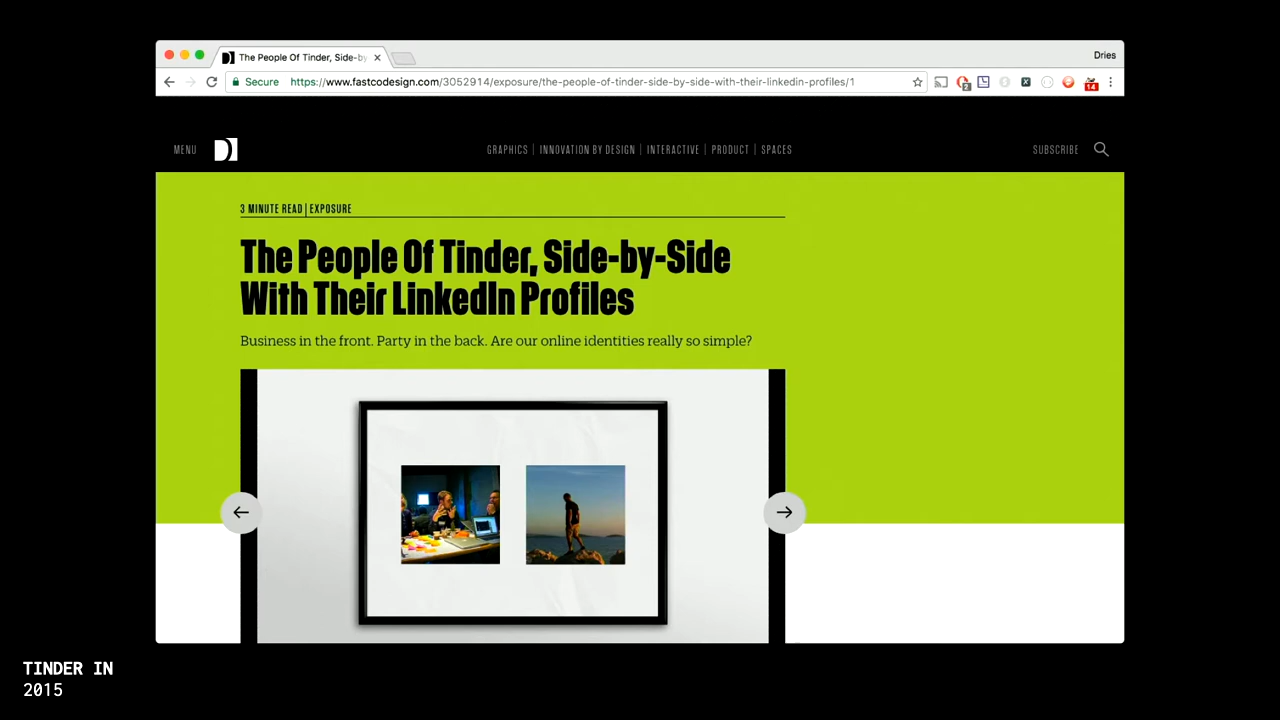 The People Of Tinder, Side-by
Dries
Secure https://www.fastcodesign.com/3052914/exposure/the-people-of-tinder-side-by-side-with-their-linkedin-profiles/1
2
14
MENU
GRAPHICS | INNOVATION BY DESIGN | INTERACTIVE | PRODUCT | SPACES
SUBSCRIBE
3 MINUTE READ | EXPOSURE
The People Of Tinder, Side-by-Side
With Their LinkedIn Profiles
Business in the front. Party in the back. Are our online identities really so simple?
TINDER IN
2015